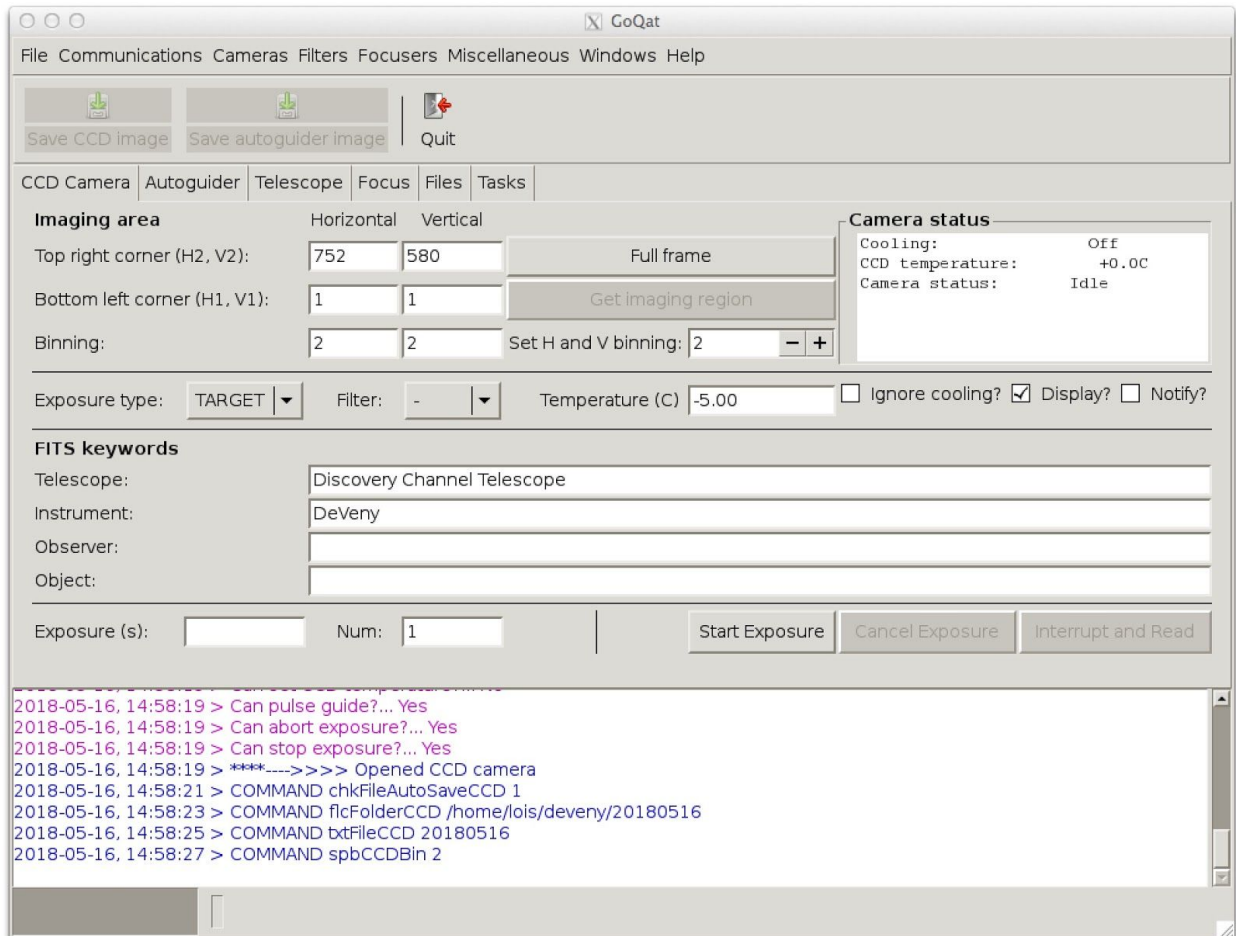 GoQat
File Communications Cameras Filters Focusers Miscellaneous Windows Help
Save CCD image Save autoguider image Quit
CCD Camera Autoguider Telescope Focus Files Tasks
Imaging area Horizontal Vertical
Top right corner (H2, V2): 752 580 Full frame
Bottom left corner (H1, V1): 1 1 Get imaging region
Binning: 2 2 Set H and V binning: 2
Camera status
Cooling: Off
CCD temperature: +0.0C
Camera status: Idle
Exposure type: TARGET Filter: - Temperature (C) -5.00 Ignore cooling? Display? Notify?
FITS keywords
Telescope: Discovery Channel Telescope
Instrument: DeVeny
Observer:
Object:
Exposure (s): Num: 1 Start Exposure Cancel Exposure Interrupt and Read
2018-05-16, 14:58:19 > Can pulse guide?... Yes
2018-05-16, 14:58:19 > Can abort exposure?... Yes
2018-05-16, 14:58:19 > Can stop exposure?... Yes
2018-05-16, 14:58:19 > ****---->>>> Opened CCD camera
2018-05-16, 14:58:21 > COMMAND chkFileAutoSaveCCD 1
2018-05-16, 14:58:23 > COMMAND flcFolderCCD /home/lois/deveny/20180516
2018-05-16, 14:58:25 > COMMAND txtFileCCD 20180516
2018-05-16, 14:58:27 > COMMAND spbCCDBin 2